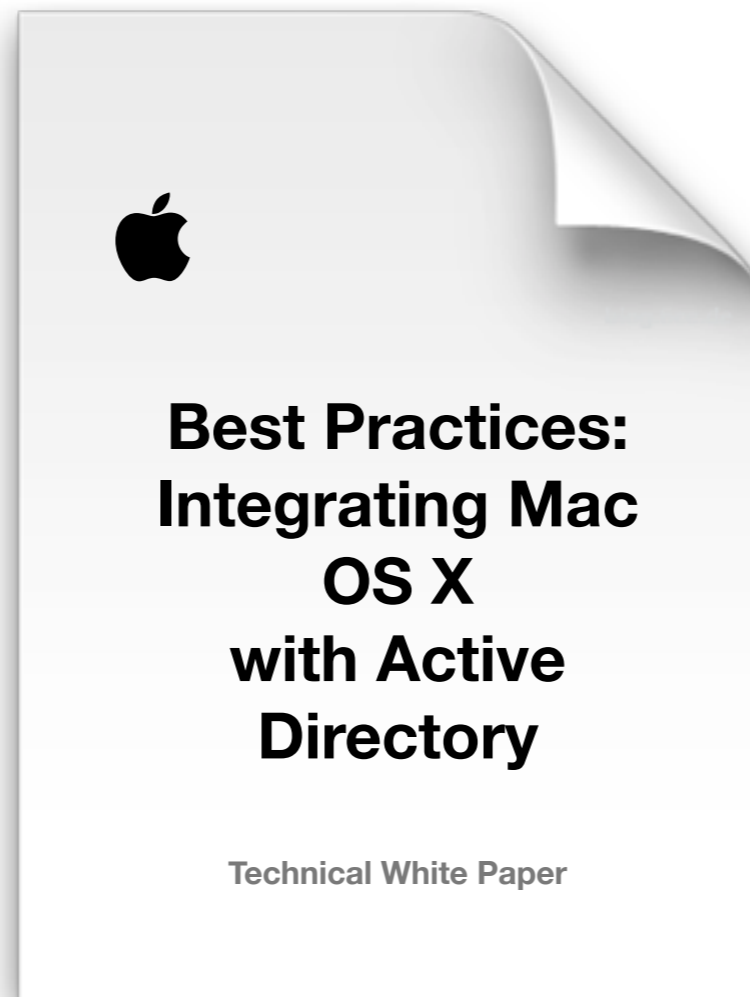 Best Practices:
Integrating Mac
OS X
with Active
Directory
Technical White Paper